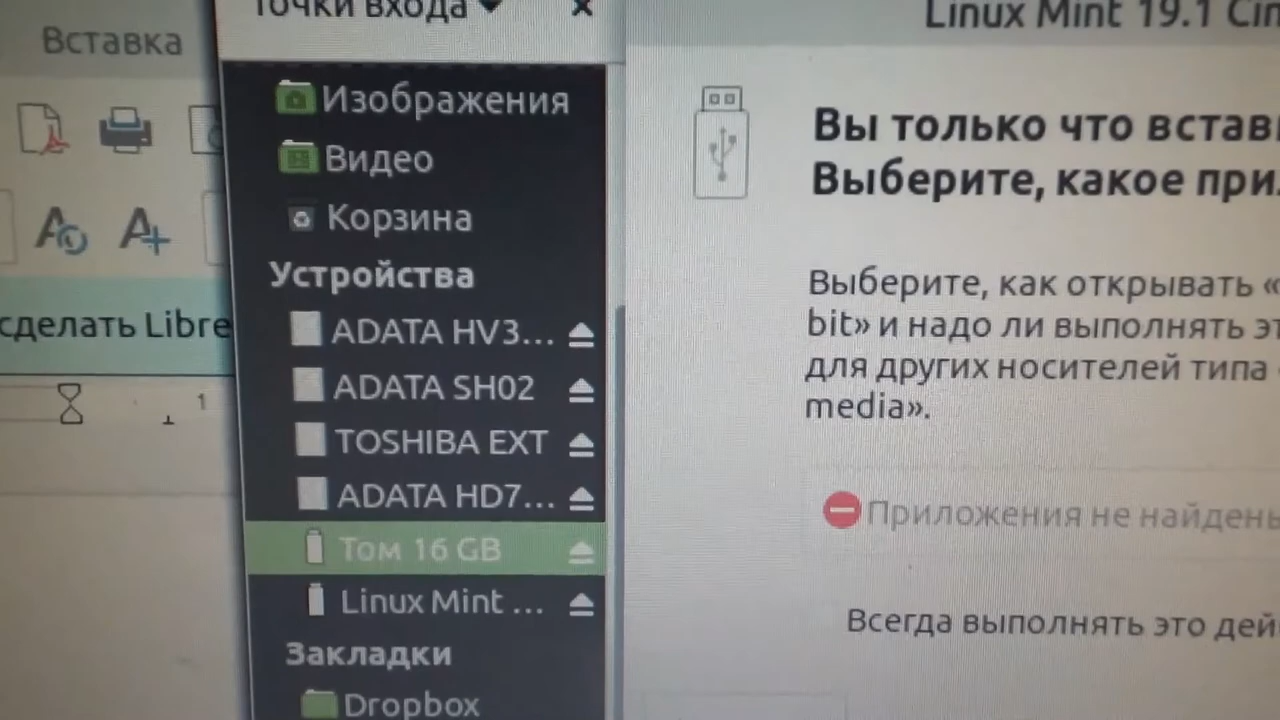 Точки входа
Вставка
Изображения
Видео
Корзина
Устройства
ADATA HV3...
ADATA SH02
TOSHIBA EXT
ADATA HD7...
Том 16 GB
Linux Mint ...
Закладки
Dropbox
сделать Libre
1
Linux Mint 19.1 Cin
Вы только что встав
Выберите, какое при
Выберите, как открывать «
bit» и надо ли выполнять э
для других носителей типа
media».
Приложения не найдены
Всегда выполнять это дей